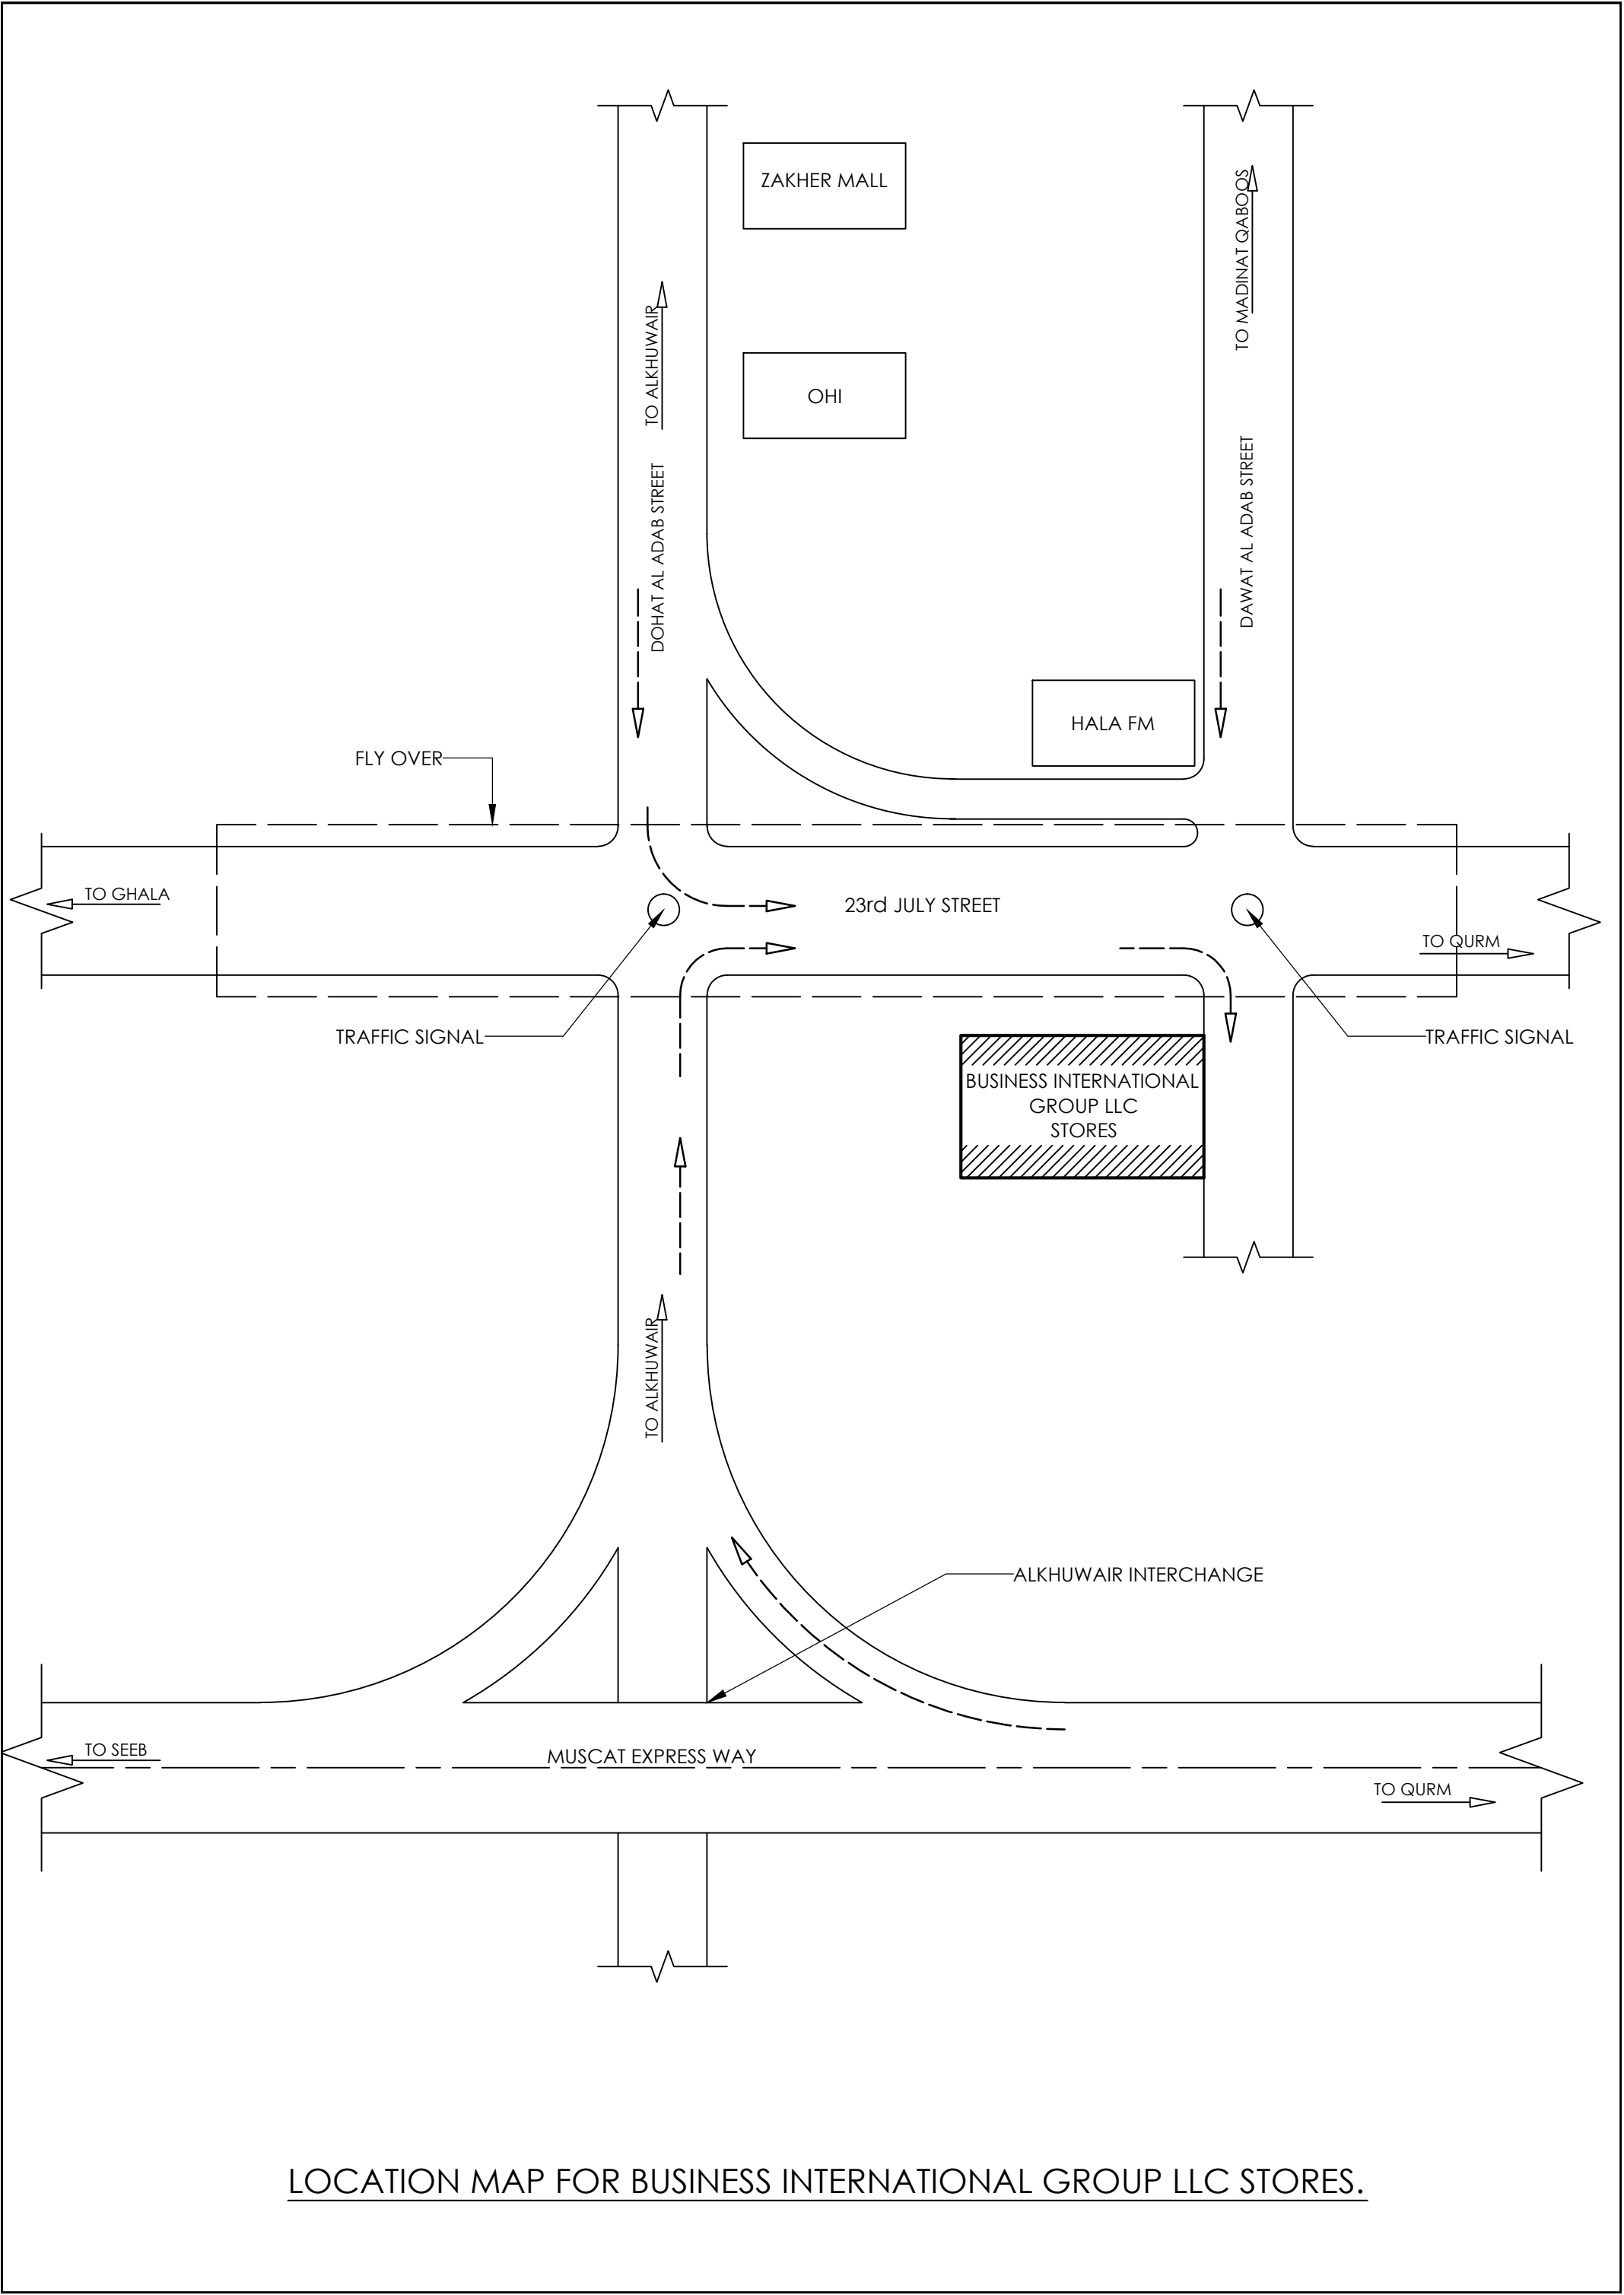 ZAKHER MALL
TO MADINAT QABOOS
TO ALKHUWAIR
OHI
DOHAT AL ADAB STREET
DAWAT AL ADAB STREET
HALA FM
FLY OVER
TO GHALA
23rd JULY STREET
TO QURM
TRAFFIC SIGNAL
TRAFFIC SIGNAL
BUSINESS INTERNATIONAL
GROUP LLC
STORES
TO ALKHUWAIR
ALKHUWAIR INTERCHANGE
TO SEEB
MUSCAT EXPRESS WAY
TO QURM
LOCATION MAP FOR BUSINESS INTERNATIONAL GROUP LLC STORES.